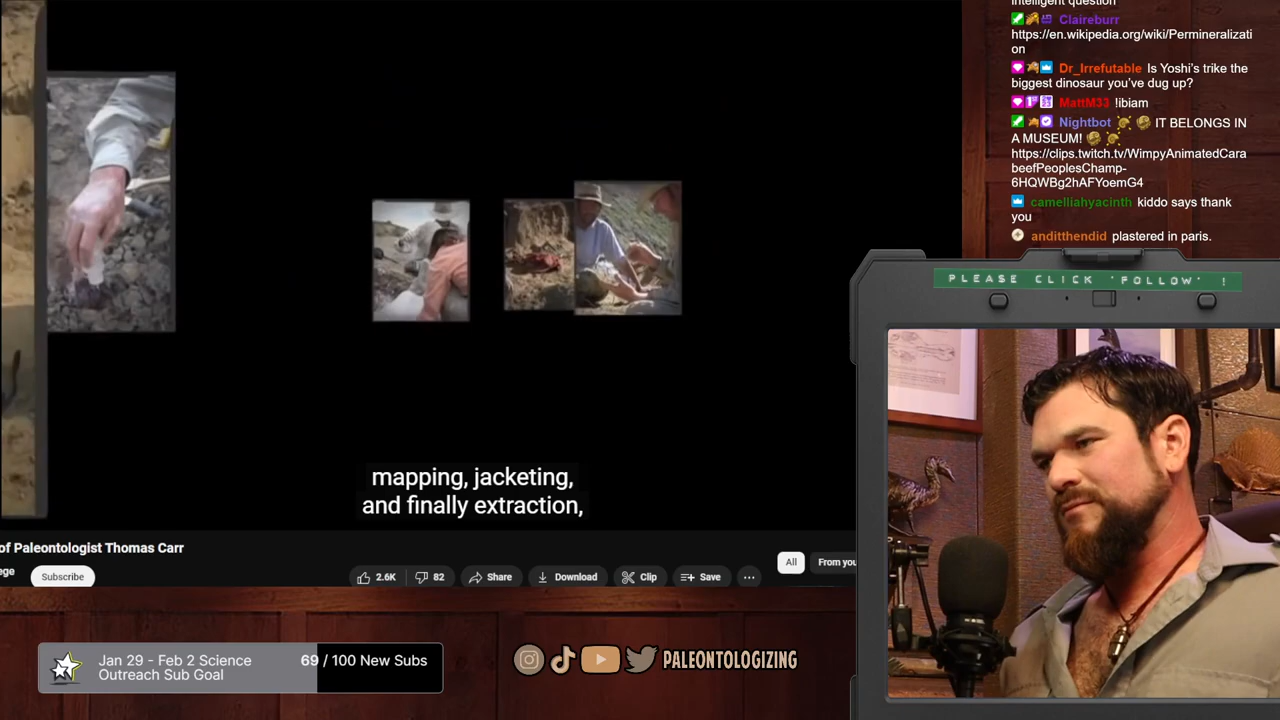 intelligent question
Claireburr
https://en.wikipedia.org/wiki/Permineralizati
on
Dr_Irrefutable Is Yoshi's trike the
biggest dinosaur you've dug up?
MattM33 !ibiam
Nightbot IT BELONGS IN
A MUSEUM!
https://clips.twitch.tv/WimpyAnimatedCara
beefPeoplesChamp-
6HQWBg2hAFYoemG4
camelliahyacinth kiddo says thank
you
anditthendid plastered in paris.
PLEASE CLICK "FOLLOW" !
mapping, jacketing,
and finally extraction,
of Paleontologist Thomas Carr
ege
Subscribe
2.6K
82
Share
Download
Clip
Save
All
From you
Jan 29 - Feb 2 Science
Outreach Sub Goal
69 / 100 New Subs
PALEONTOLOGIZING